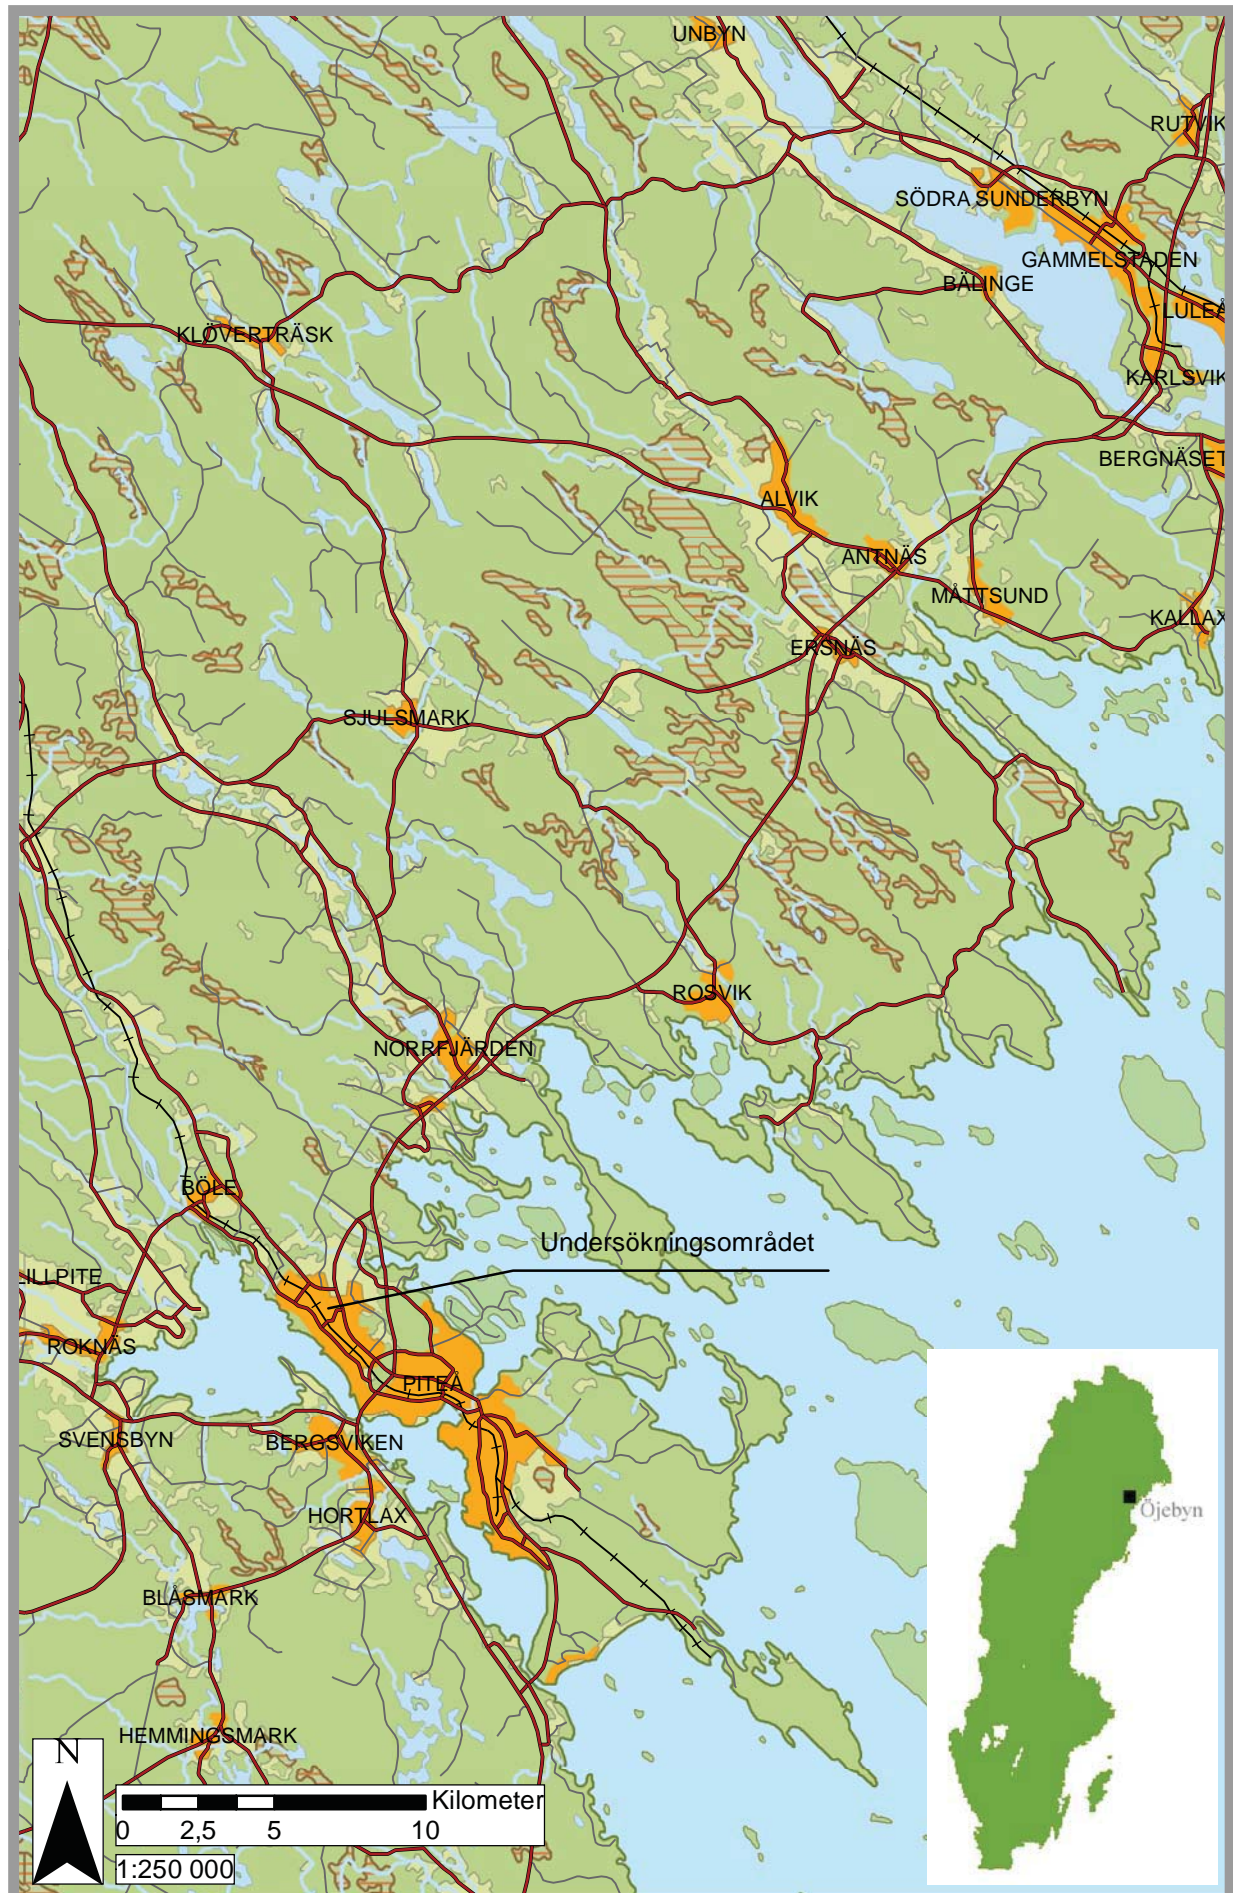 UNBYN
RUTVIK
SÖDRA SUNDERBYN
GAMMELSTADEN
BÄLINGE
LULEÅ
KLÖVERTRÄSK
KARLSVIK
BERGNÄSET
ALVIK
ANTNÄS
MÅTTSUND
KALLAX
ERSNÄS
SJULSMARK
ROSVIK
NORRFJÄRDEN
BÖLE
Undersökningsområdet
LILLPITE
ROKNÄS
PITEÅ
SVENSBYN
BERGSVIKEN
HORTLAX
Öjebyn
BLÅSMARK
HEMMINGSMARK
N
Kilometer
0 2,5 5 10
1:250 000